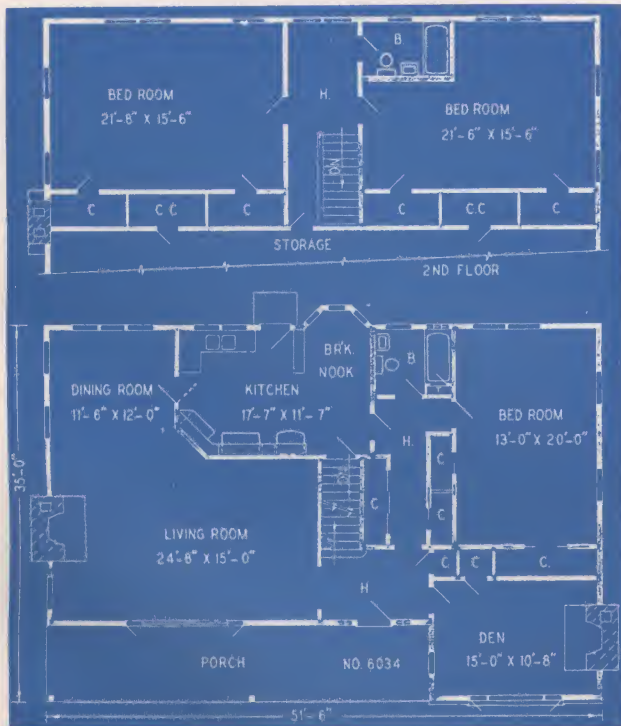 B
BED ROOM
21'-8" X 15'-6"
H.
BED ROOM
21'-6" X 15'-6"
DN
C
C.C
C
C
C.C
C
STORAGE
2ND FLOOR
BR'K.
NOOK
DINING ROOM
11'-6" X 12'-0"
KITCHEN
17'-7" X 11'-7"
B.
BED ROOM
13'-0" X 20'-0"
H.
C
C
C
35'-0"
LIVING ROOM
24'-8" X 15'-0"
C
C
C.
H
DEN
15'-0" X 10'-8"
PORCH
NO. 6034
51'-6"